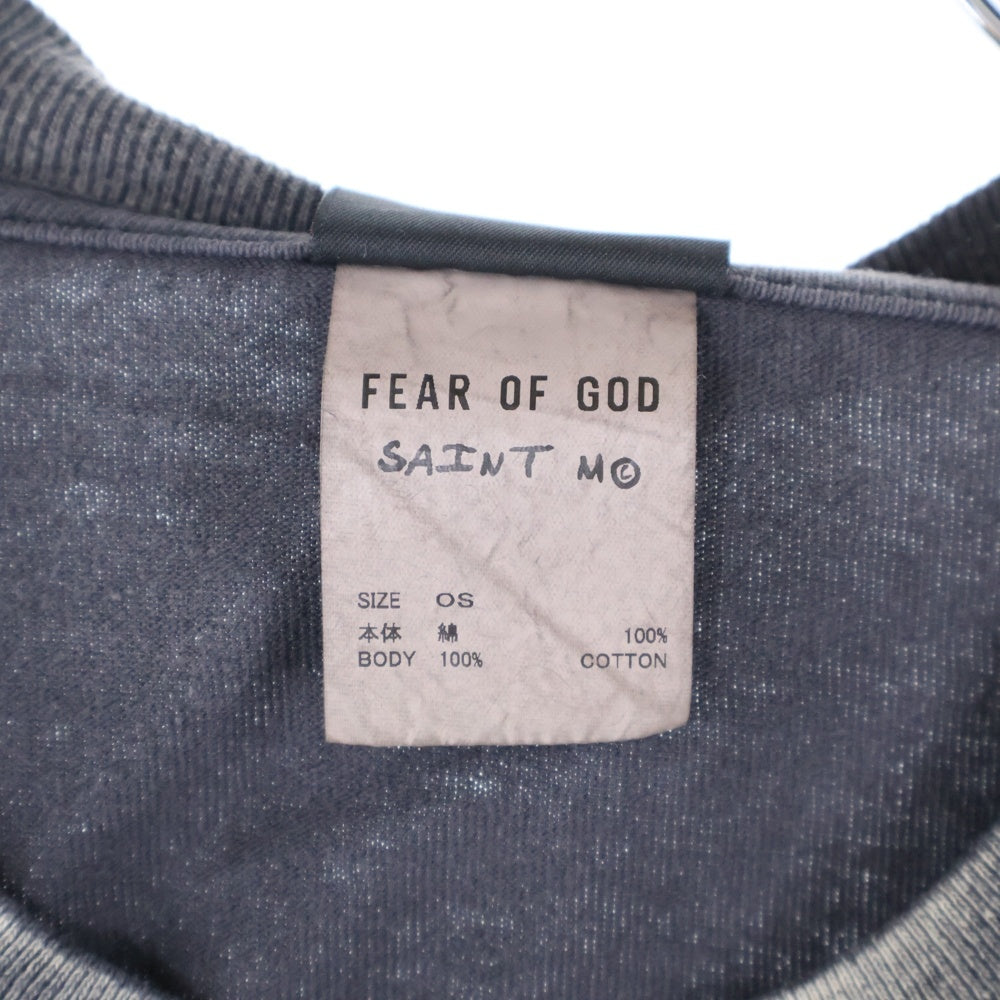 FEAR OF GOD
SAINT M©
SIZE OS
本体 綿 100%
BODY 100% COTTON